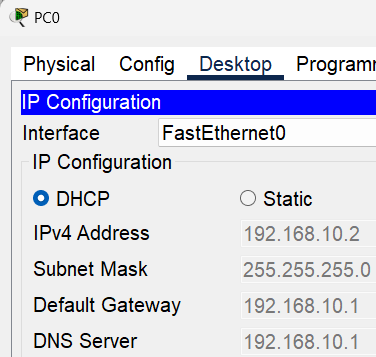 PC0
Physical Config Desktop Programm
IP Configuration
Interface FastEthernet0
IP Configuration
DHCP Static
IPv4 Address 192.168.10.2
Subnet Mask 255.255.255.0
Default Gateway 192.168.10.1
DNS Server 192.168.10.1